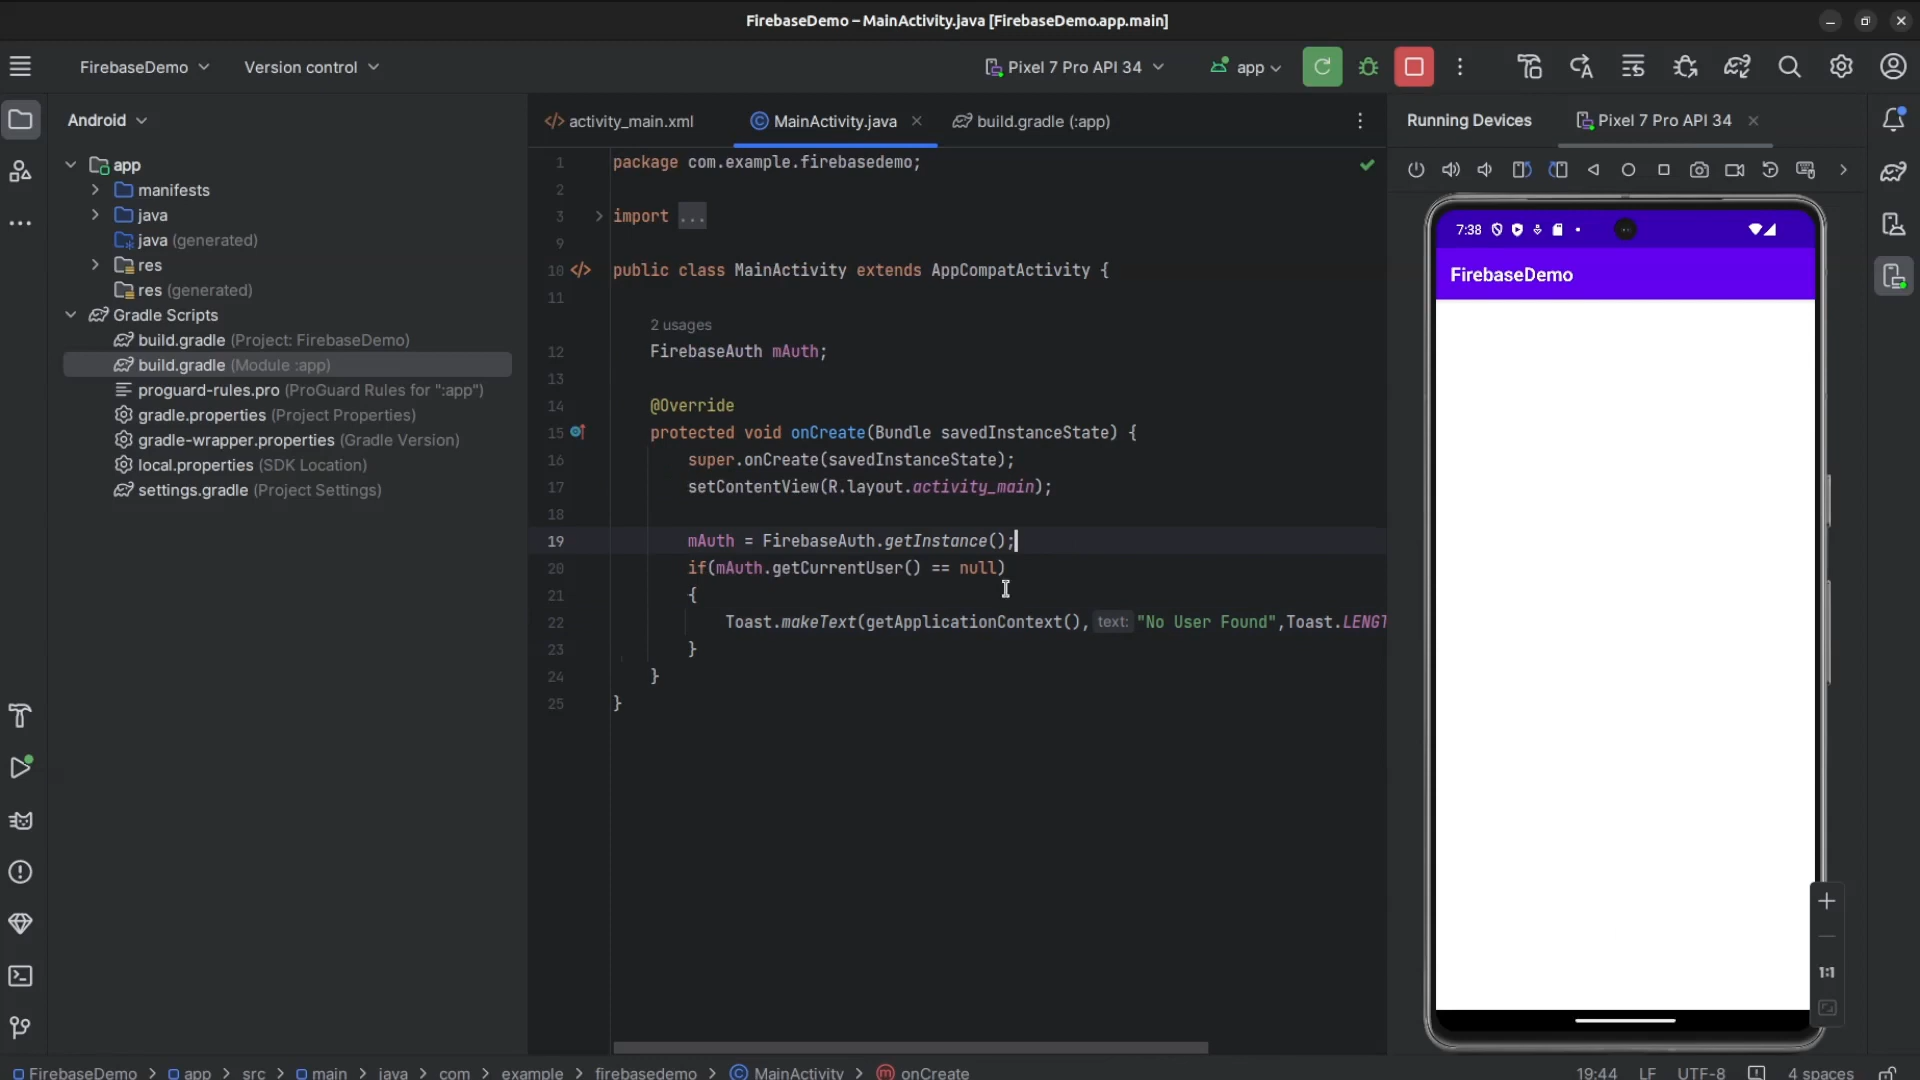 FirebaseDemo – MainActivity.java [FirebaseDemo.app.main]
FirebaseDemo Version control Pixel 7 Pro API 34 app
Android
app
manifests
java
java (generated)
res
res (generated)
Gradle Scripts
build.gradle (Project: FirebaseDemo)
build.gradle (Module :app)
proguard-rules.pro (ProGuard Rules for ":app")
gradle.properties (Project Properties)
gradle-wrapper.properties (Gradle Version)
local.properties (SDK Location)
settings.gradle (Project Settings)
activity_main.xml MainActivity.java build.gradle (:app)
1 package com.example.firebasedemo;
2
3 import ...
9
10 public class MainActivity extends AppCompatActivity {
11
2 usages
12 FirebaseAuth mAuth;
13
14 @Override
15 protected void onCreate(Bundle savedInstanceState) {
16 super.onCreate(savedInstanceState);
17 setContentView(R.layout.activity_main);
18
19 mAuth = FirebaseAuth.getInstance();
20 if(mAuth.getCurrentUser() == null)
21 {
22 Toast.makeText(getApplicationContext(), text: "No User Found",Toast.LENGT
23 }
24 }
25 }
Running Devices Pixel 7 Pro API 34
7:38
FirebaseDemo
1:1
FirebaseDemo > app > src > main > java > com > example > firebasedemo > MainActivity > onCreate
19:44 LF UTF-8 4 spaces